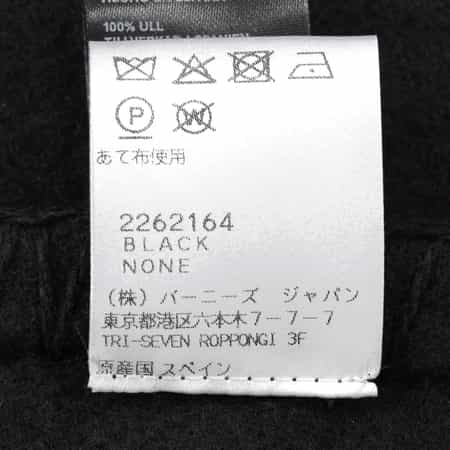 100% ULL
P
W
あて布使用
2262164
BLACK
NONE
(株) バーニーズ ジャパン
東京都港区六本木7-7-7
TRI-SEVEN ROPPONGI 3F
原産国 スペイン